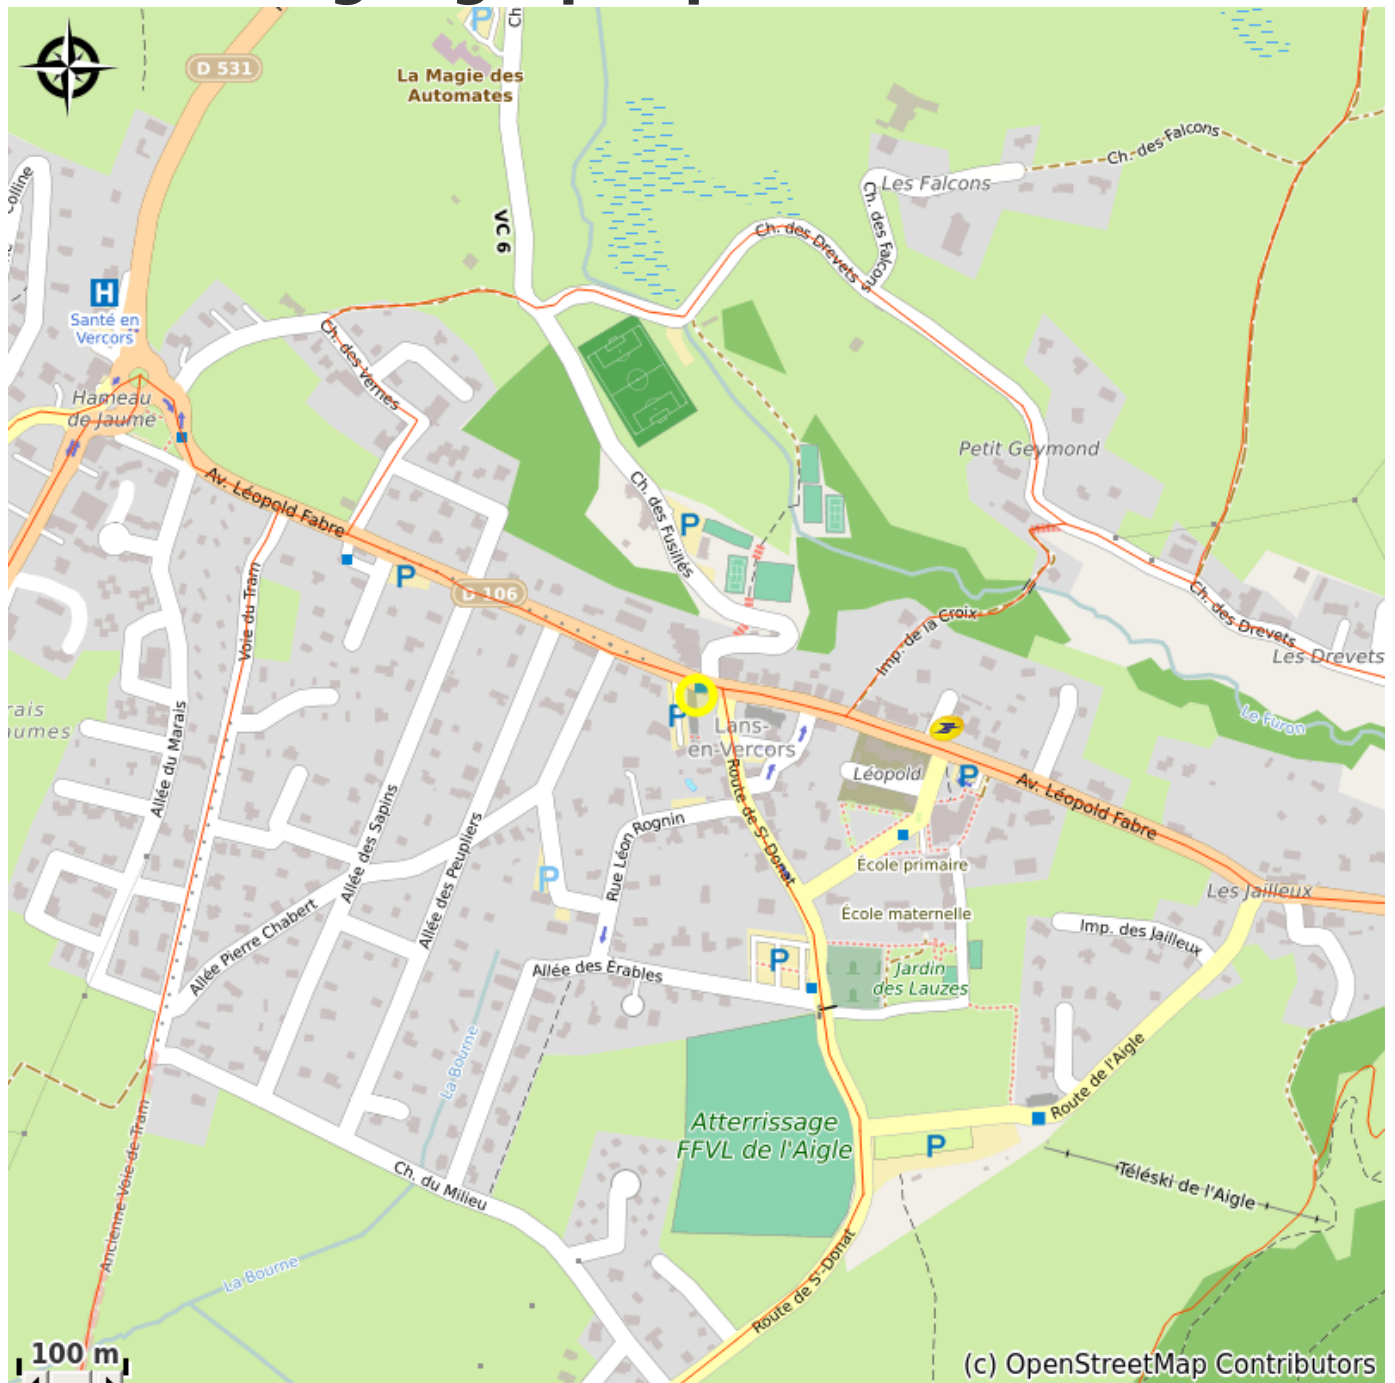 D 531
P
Ch
La Magie des
Automates
VC 6
Colline
H
Santé en
Vercors
Hameau
de Jaume
Ch. des Vernes
Ch. des Drevets
Ch. des Falcons
Les Falcons
Ch. des Falcons
Petit Geymond
Av. Léopold Fabre
P
D 106
Ch. des Fusillés
P
Imp. de la Croix
Ch. des Drevets
Les Drevets
Le Furon
Voie du Tram
Allée du Marais
rais
aumes
P
Lans-
en-Vercors
Route de St-Donat
Léopold
P
Av. Léopold Fabre
Allée des Sapins
Allée des Peupliers
Rue Léon Rognin
École primaire
École maternelle
Les Jailleux
Imp. des Jailleux
P
Allée Pierre Chabert
Allée des Érables
P
Jardin
des Lauzes
La Bourne
Route de l'Aigle
Atterrissage
FFVL de l'Aigle
P
Téléski de l'Aigle
Ancienne Voie de Tram
Ch. du Milieu
La Bourne
Route de St-Donat
100 m
(c) OpenStreetMap Contributors